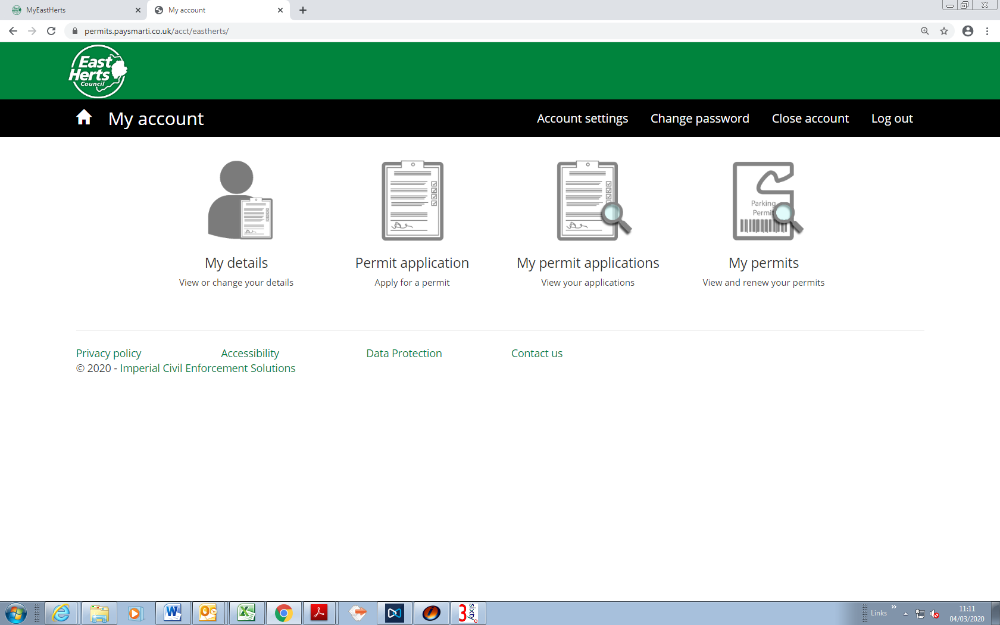 MyEastHerts
My account
permits.paysmarti.co.uk/acct/eastherts/
East
Herts
Council
My account
Account settings
Change password
Close account
Log out
Parking
Permit
My details
View or change your details
Permit application
Apply for a permit
My permit applications
View your applications
My permits
View and renew your permits
Privacy policy
Accessibility
Data Protection
Contact us
© 2020 - Imperial Civil Enforcement Solutions
3
sixty
Links
11:11
04/03/2020